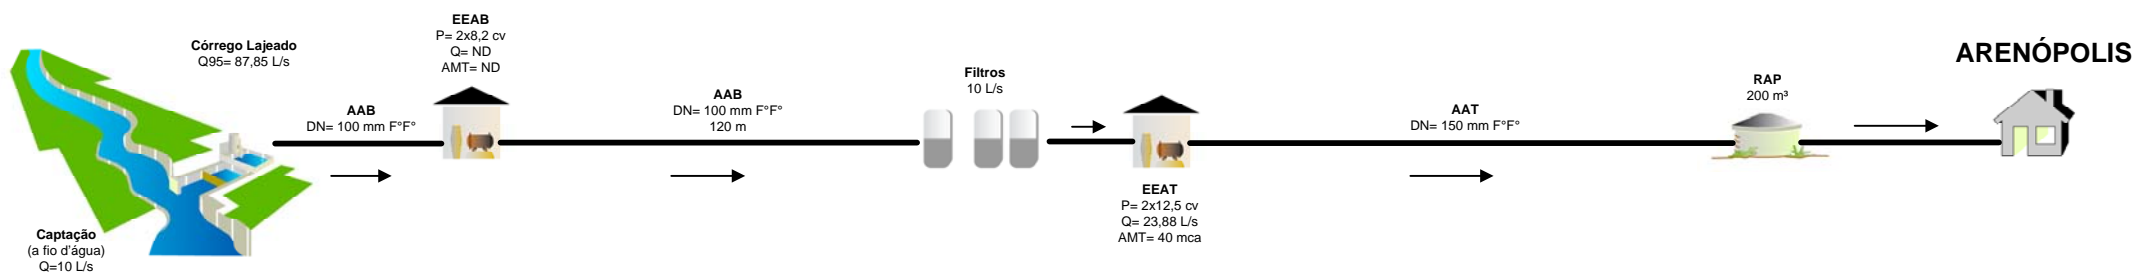 Córrego Lajeado
Q95= 87,85 L/s
Captação
(a fio d'água)
Q=10 L/s
AAB
DN= 100 mm F°F°
EEAB
P= 2x8,2 cv
Q= ND
AMT= ND
AAB
DN= 100 mm F°F°
120 m
Filtros
10 L/s
EEAT
P= 2x12,5 cv
Q= 23,88 L/s
AMT= 40 mca
AAT
DN= 150 mm F°F°
RAP
200 m³
ARENÓPOLIS